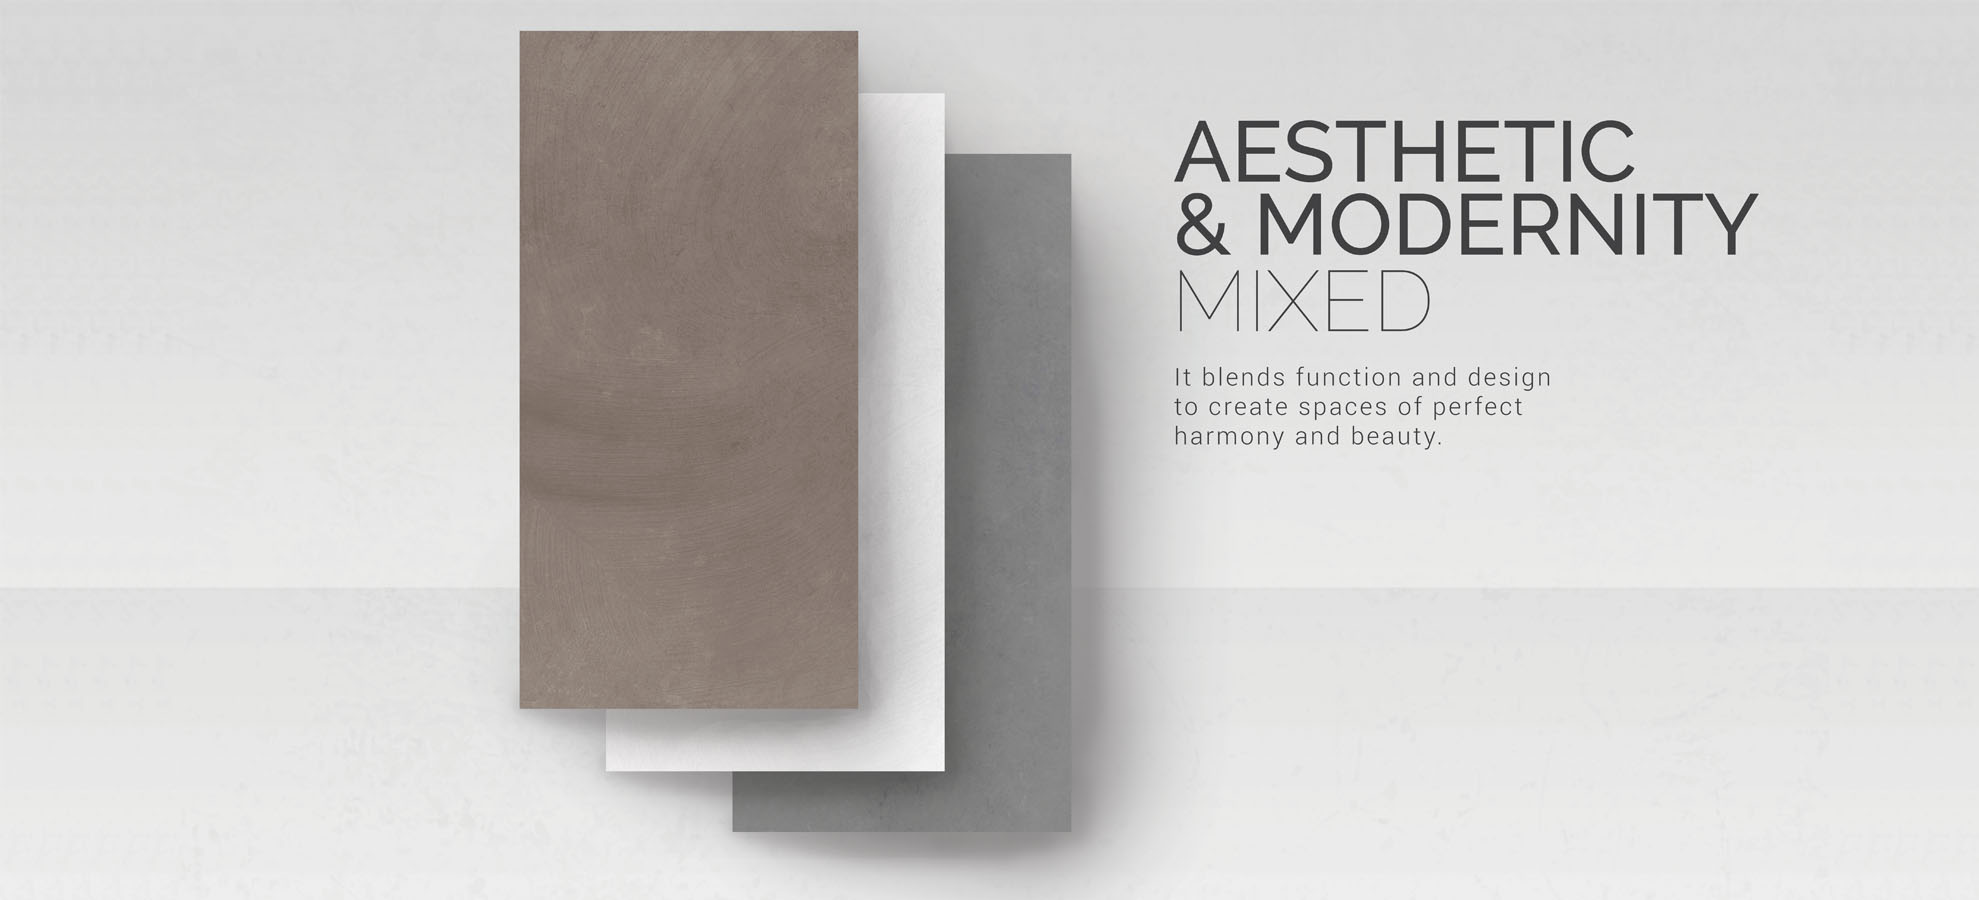 AESTHETIC
& MODERNITY
MIXED
It blends function and design
to create spaces of perfect
harmony and beauty.